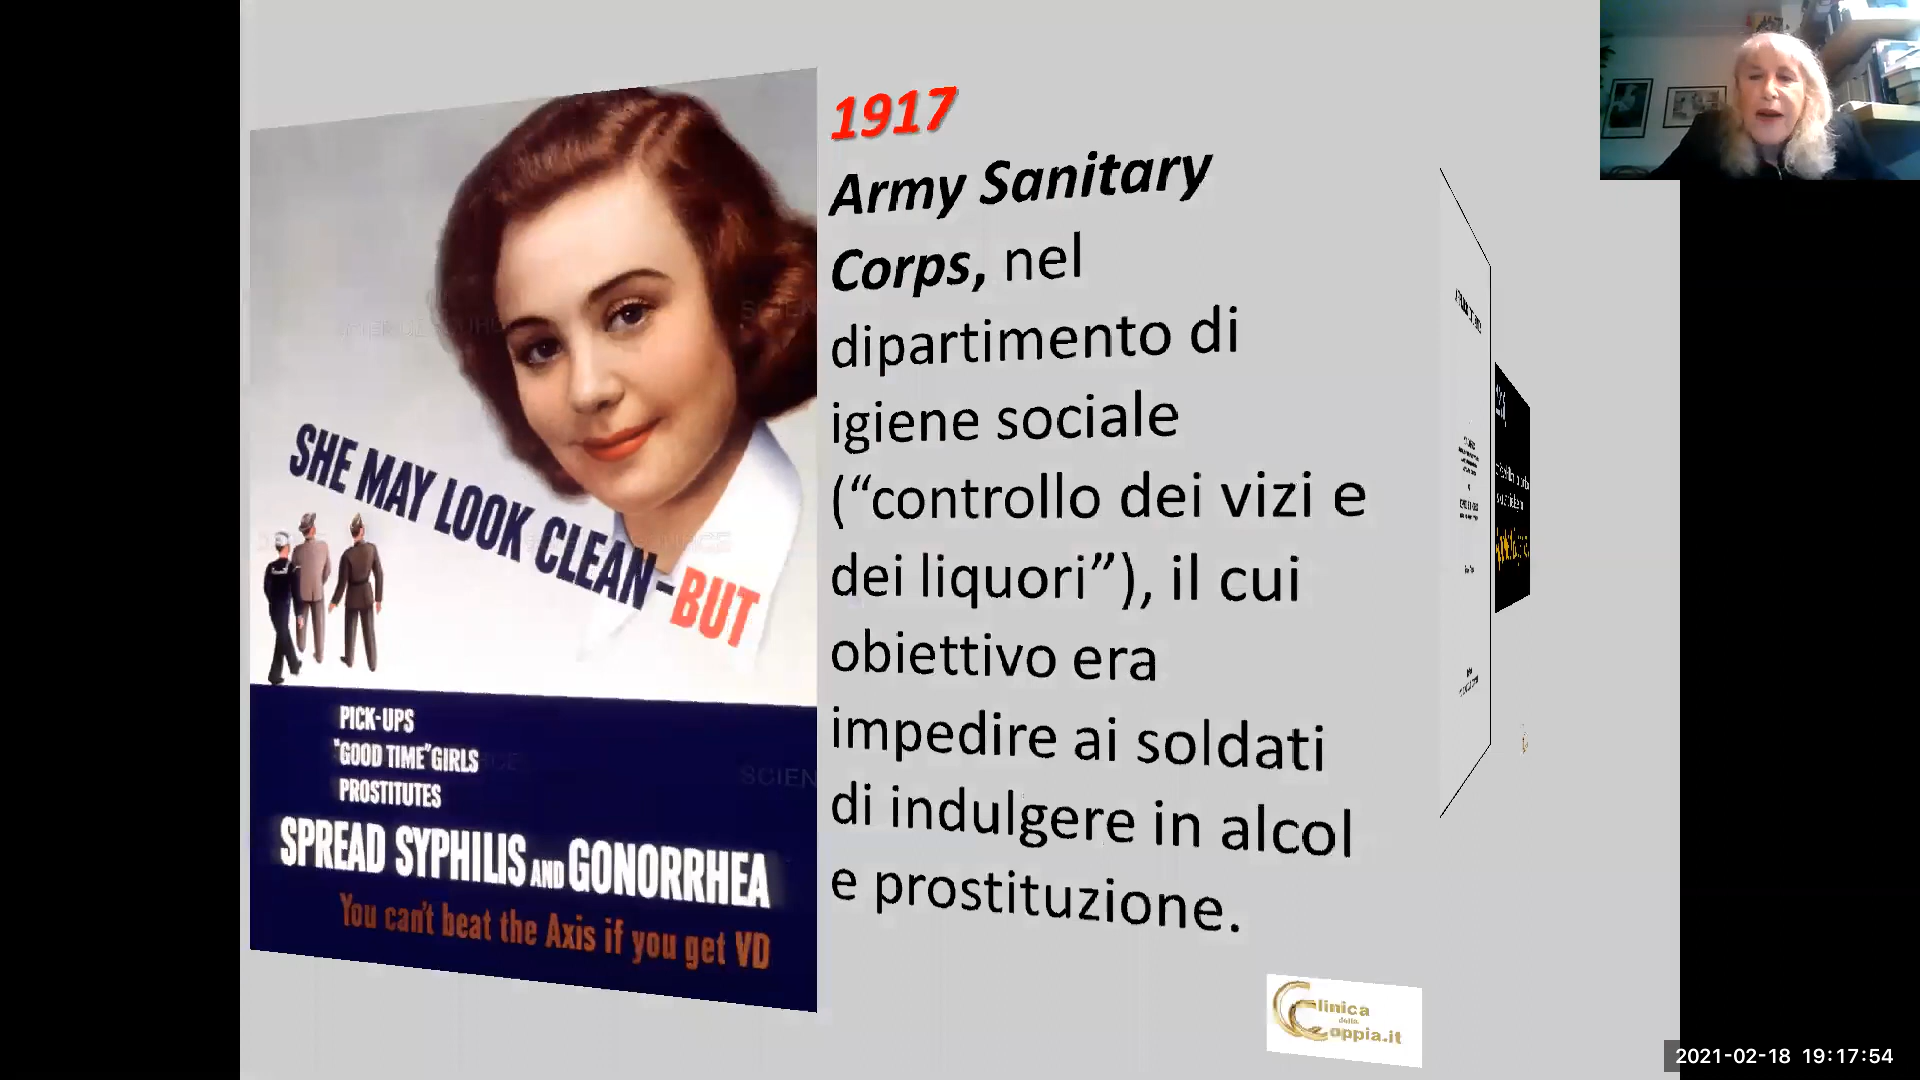 SHE MAY LOOK CLEAN-BUT
PICK-UPS
"GOOD TIME" GIRLS
PROSTITUTES
SPREAD SYPHILIS AND GONORRHEA
You can't beat the Axis if you get VD
1917
Army Sanitary
Corps, nel
dipartimento di
igiene sociale
(“controllo dei vizi e
dei liquori”), il cui
obiettivo era
impedire ai soldati
di indulgere in alcol
e prostituzione.
Clinica
della
Coppia.it
2021-02-18 19:17:54